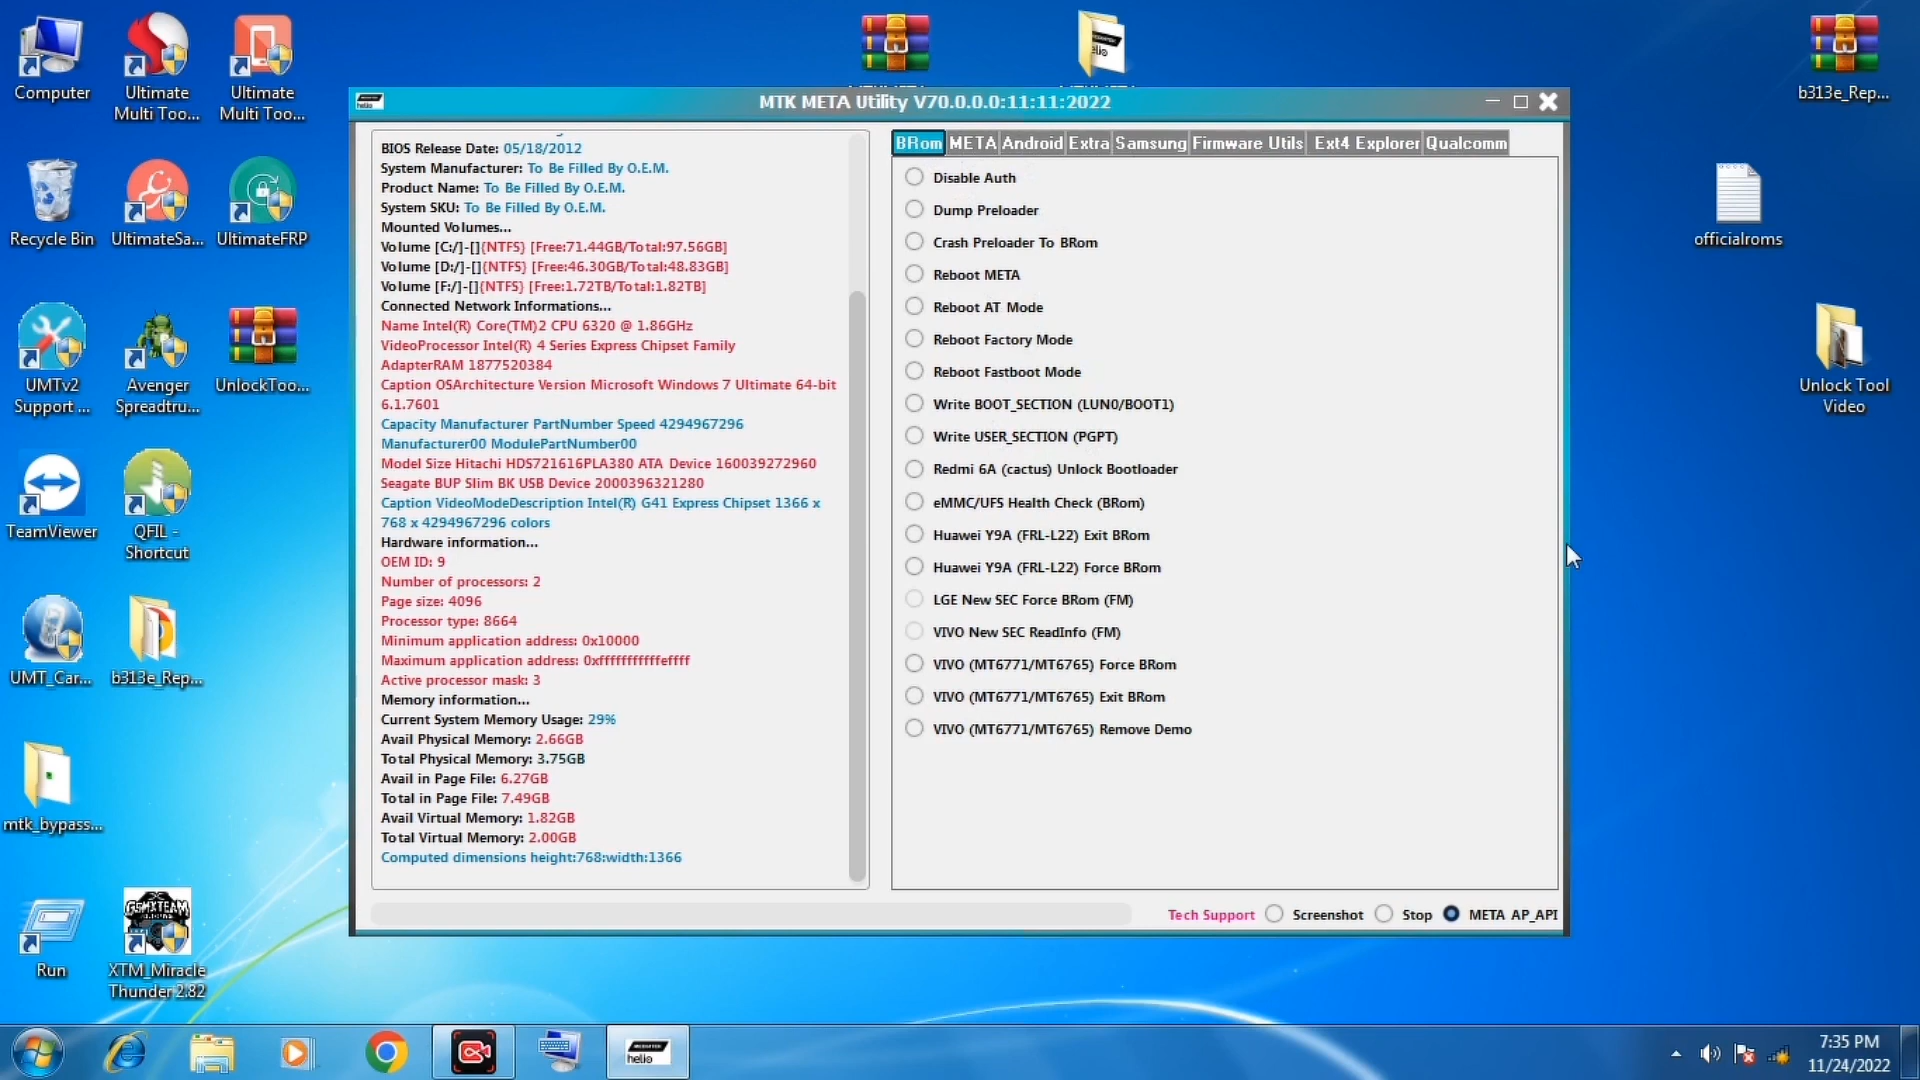 Computer
Ultimate
Multi Too...
Ultimate
Multi Too...
Recycle Bin
UltimateSa...
UltimateFRP
UMTv2
Support ...
Avenger
Spreadtru...
UnlockToo...
TeamViewer
QFIL -
Shortcut
UMT_Car...
b313e_Rep...
mtk_bypass...
Run
XTM_Miracle
Thunder 2.82
b313e_Rep...
officialroms
Unlock Tool
Video
MTK META Utility V70.0.0.0:11:11:2022
BIOS Release Date: 05/18/2012
System Manufacturer: To Be Filled By O.E.M.
Product Name: To Be Filled By O.E.M.
System SKU: To Be Filled By O.E.M.
Mounted Volumes...
Volume [C:/]-[]{NTFS} [Free:71.44GB/Total:97.56GB]
Volume [D:/]-[]{NTFS} [Free:46.30GB/Total:48.83GB]
Volume [F:/]-[]{NTFS} [Free:1.72TB/Total:1.82TB]
Connected Network Informations...
Name Intel(R) Core(TM)2 CPU 6320 @ 1.86GHz
VideoProcessor Intel(R) 4 Series Express Chipset Family
AdapterRAM 1877520384
Caption OSArchitecture Version Microsoft Windows 7 Ultimate 64-bit
6.1.7601
Capacity Manufacturer PartNumber Speed 4294967296
Manufacturer00 ModulePartNumber00
Model Size Hitachi HDS721616PLA380 ATA Device 160039272960
Seagate BUP Slim BK USB Device 2000396321280
Caption VideoModeDescription Intel(R) G41 Express Chipset 1366 x
768 x 4294967296 colors
Hardware information...
OEM ID: 9
Number of processors: 2
Page size: 4096
Processor type: 8664
Minimum application address: 0x10000
Maximum application address: 0xfffffffffffeffff
Active processor mask: 3
Memory information...
Current System Memory Usage: 29%
Avail Physical Memory: 2.66GB
Total Physical Memory: 3.75GB
Avail in Page File: 6.27GB
Total in Page File: 7.49GB
Avail Virtual Memory: 1.82GB
Total Virtual Memory: 2.00GB
Computed dimensions height:768:width:1366
BRom META Android Extra Samsung Firmware Utils Ext4 Explorer Qualcomm
Disable Auth
Dump Preloader
Crash Preloader To BRom
Reboot META
Reboot AT Mode
Reboot Factory Mode
Reboot Fastboot Mode
Write BOOT_SECTION (LUN0/BOOT1)
Write USER_SECTION (PGPT)
Redmi 6A (cactus) Unlock Bootloader
eMMC/UFS Health Check (BRom)
Huawei Y9A (FRL-L22) Exit BRom
Huawei Y9A (FRL-L22) Force BRom
LGE New SEC Force BRom (FM)
VIVO New SEC ReadInfo (FM)
VIVO (MT6771/MT6765) Force BRom
VIVO (MT6771/MT6765) Exit BRom
VIVO (MT6771/MT6765) Remove Demo
Tech Support Screenshot Stop META AP_API
helio
7:35 PM
11/24/2022